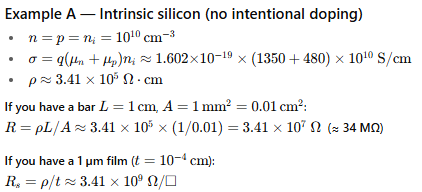 Example A — Intrinsic silicon (no intentional doping)
• n = p = nᵢ = 10¹⁰ cm⁻³
• σ = q(μₙ + μₚ)nᵢ ≈ 1.602×10⁻¹⁹ × (1350 + 480) × 10¹⁰ S/cm
• ρ ≈ 3.41 × 10⁵ Ω · cm
If you have a bar L = 1 cm, A = 1 mm² = 0.01 cm²:
R = ρL/A ≈ 3.41 × 10⁵ × (1/0.01) = 3.41 × 10⁷ Ω (≈ 34 MΩ)
If you have a 1 μm film (t = 10⁻⁴ cm):
Rₛ = ρ/t ≈ 3.41 × 10⁹ Ω/□